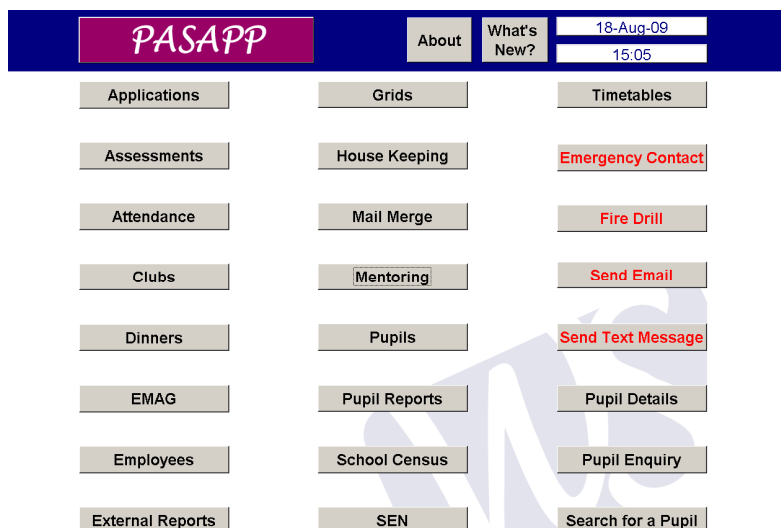 PASAPP
About
What's
New?
18-Aug-09
15:05
Applications
Grids
Timetables
Assessments
House Keeping
Emergency Contact
Attendance
Mail Merge
Fire Drill
Clubs
Mentoring
Send Email
Dinners
Pupils
Send Text Message
EMAG
Pupil Reports
Pupil Details
Employees
School Census
Pupil Enquiry
External Reports
SEN
Search for a Pupil